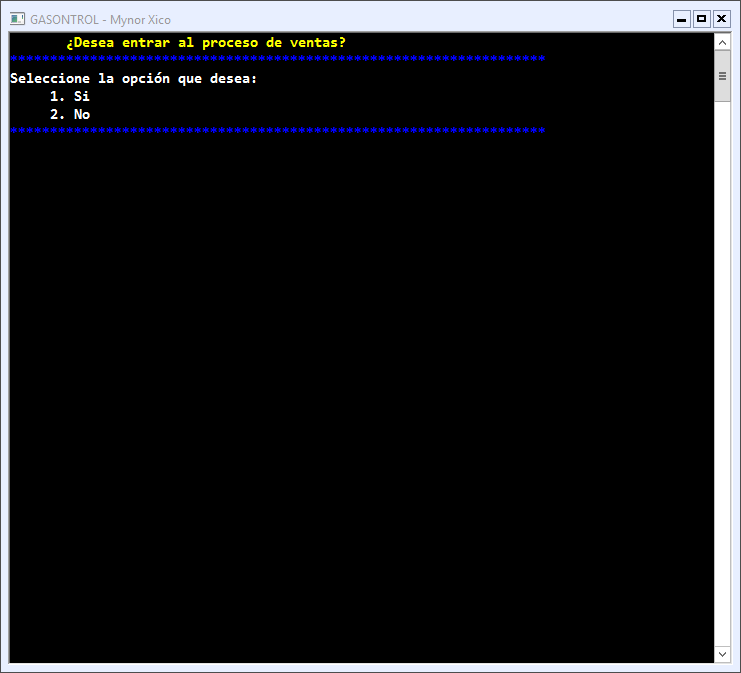 GASONTROL - Mynor Xico
¿Desea entrar al proceso de ventas?
*******************************************************************
Seleccione la opción que desea:
1. Si
2. No
*******************************************************************